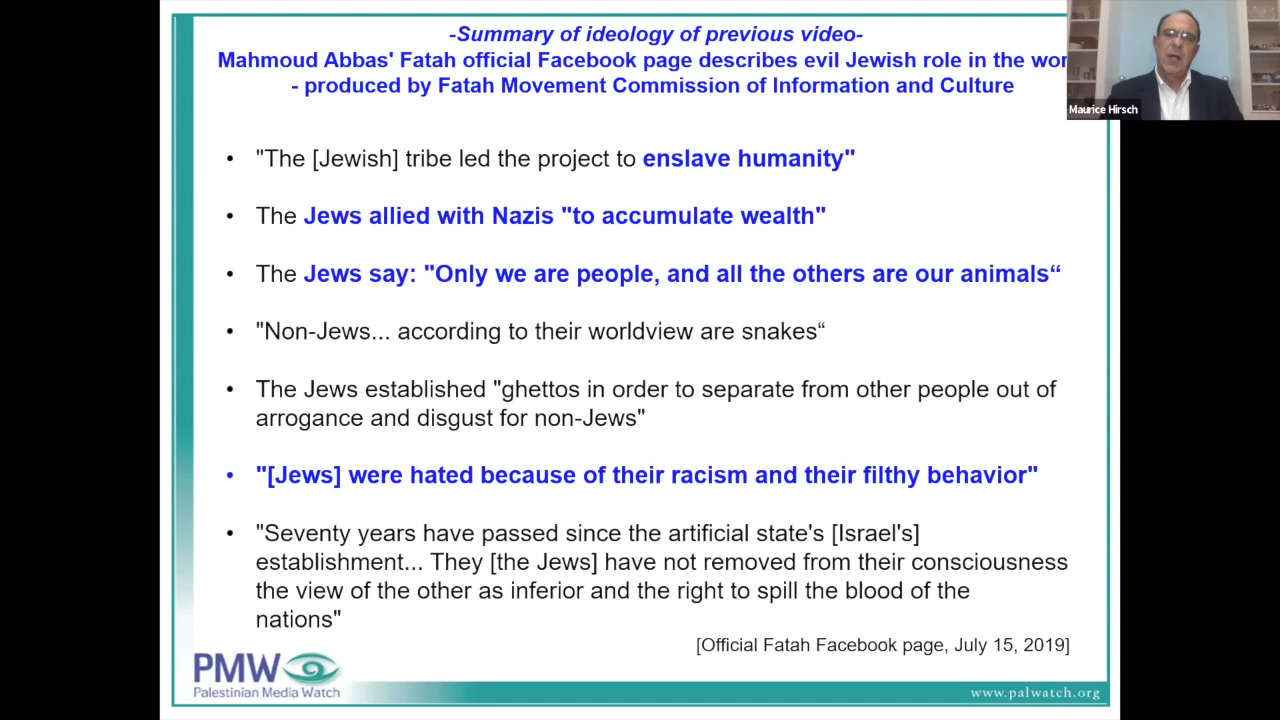 -Summary of ideology of previous video-
Mahmoud Abbas' Fatah official Facebook page describes evil Jewish role in the wor
- produced by Fatah Movement Commission of Information and Culture
Maurice Hirsch
• "The [Jewish] tribe led the project to enslave humanity"
• The Jews allied with Nazis "to accumulate wealth"
• The Jews say: "Only we are people, and all the others are our animals“
• "Non-Jews... according to their worldview are snakes“
• The Jews established "ghettos in order to separate from other people out of
arrogance and disgust for non-Jews"
• "[Jews] were hated because of their racism and their filthy behavior"
• "Seventy years have passed since the artificial state's [Israel's]
establishment... They [the Jews] have not removed from their consciousness
the view of the other as inferior and the right to spill the blood of the
nations"
[Official Fatah Facebook page, July 15, 2019]
PMW
Palestinian Media Watch
www.palwatch.org